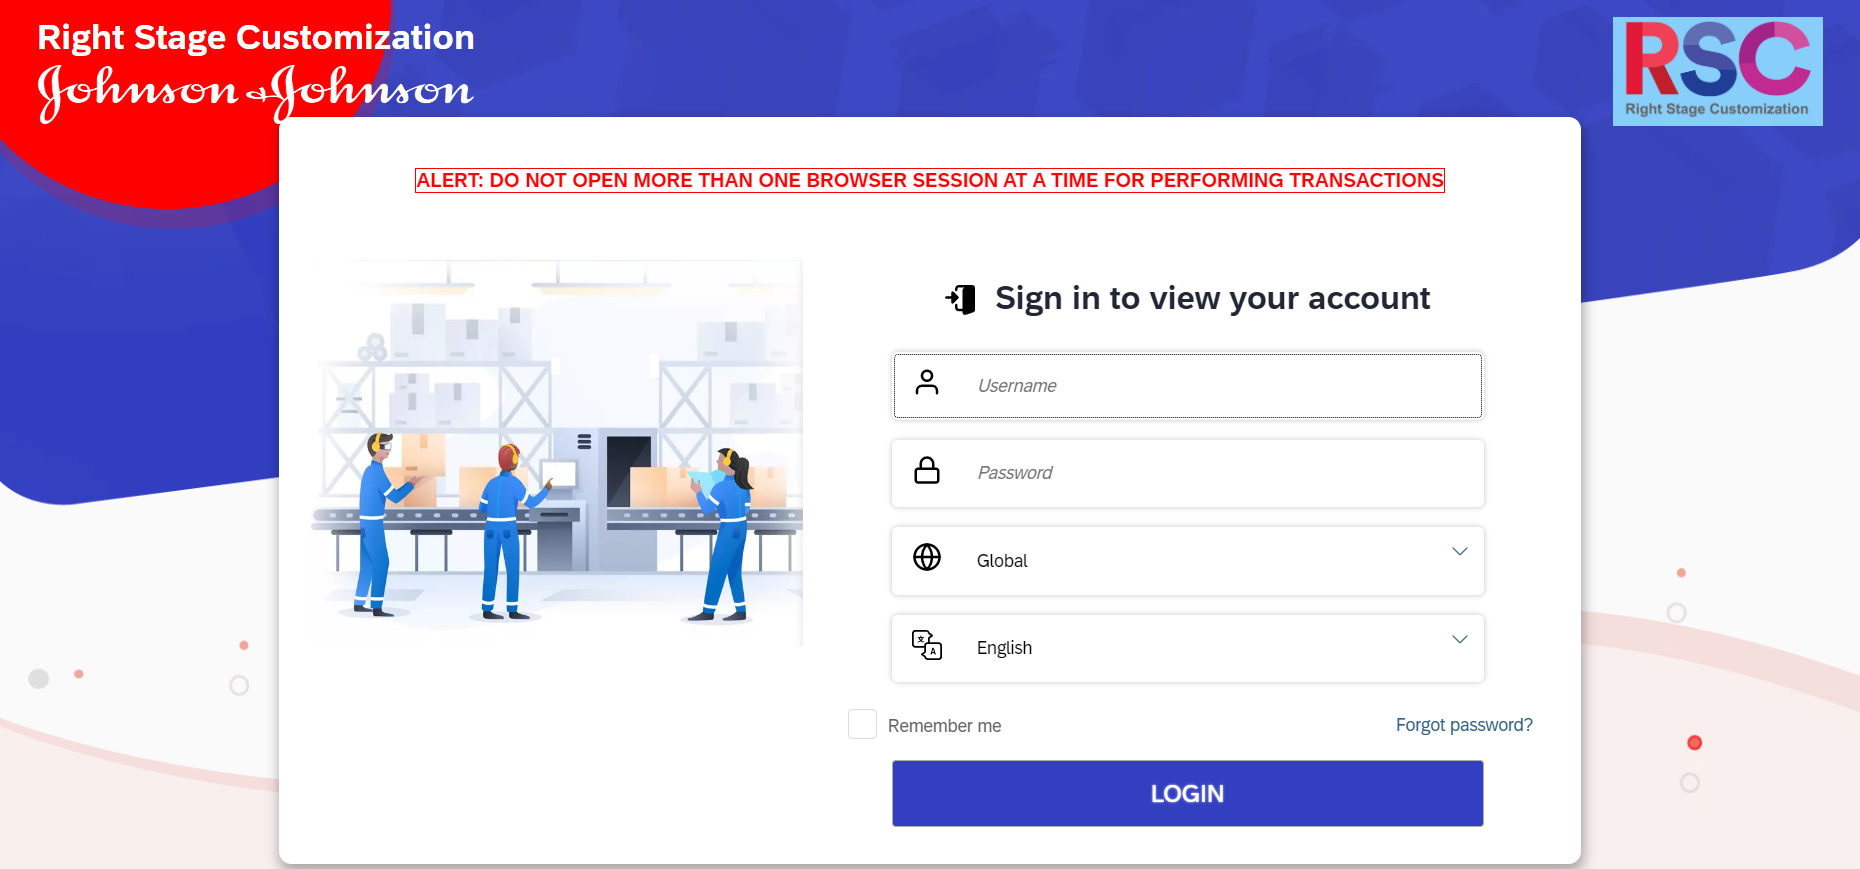 Right Stage Customization
Johnson & Johnson
RSC
Right Stage Customization
ALERT: DO NOT OPEN MORE THAN ONE BROWSER SESSION AT A TIME FOR PERFORMING TRANSACTIONS
Sign in to view your account
Username
Password
Global
English
Remember me
Forgot password?
LOGIN